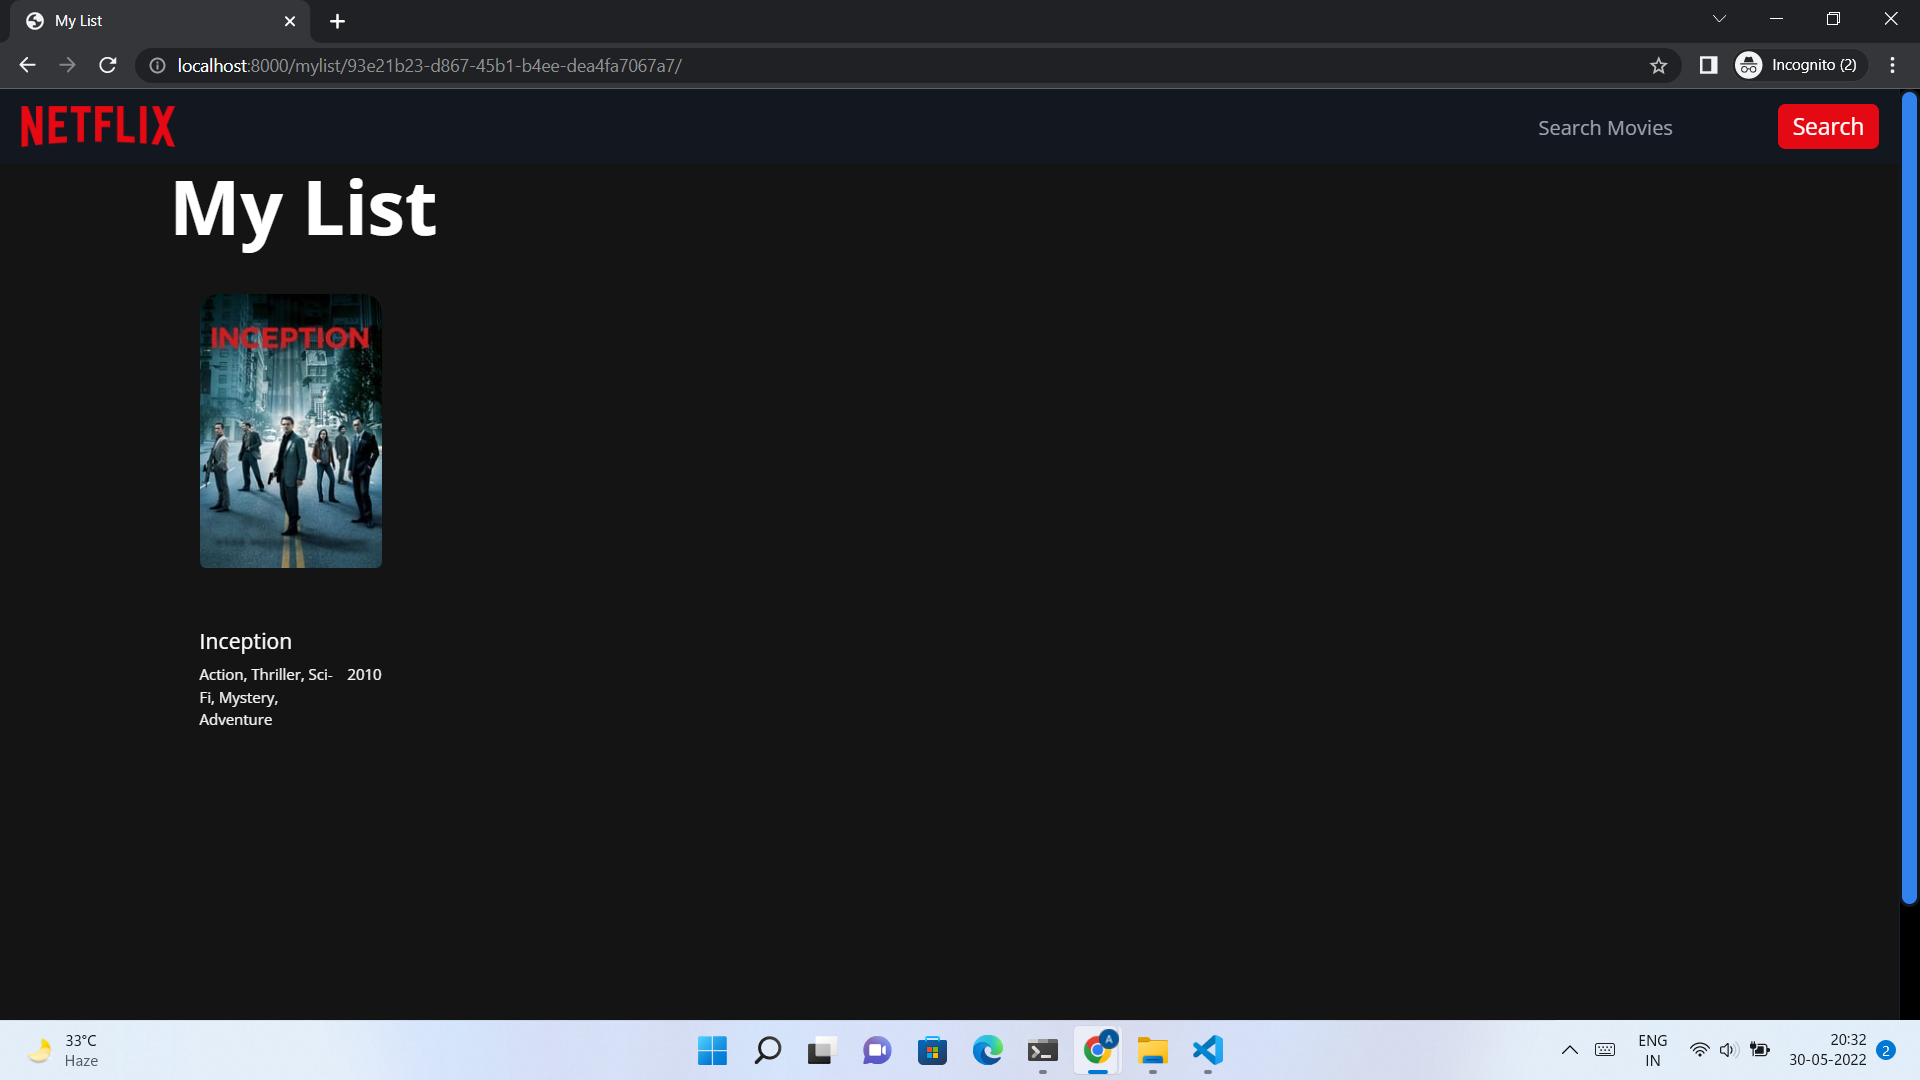 My List
localhost:8000/mylist/93e21b23-d867-45b1-b4ee-dea4fa7067a7/
Incognito (2)
NETFLIX
Search Movies
Search
My List
INCEPTION
Inception
Action, Thriller, Sci-
Fi, Mystery,
Adventure
2010
33°C
Haze
A
ENG
IN
20:32
30-05-2022
2